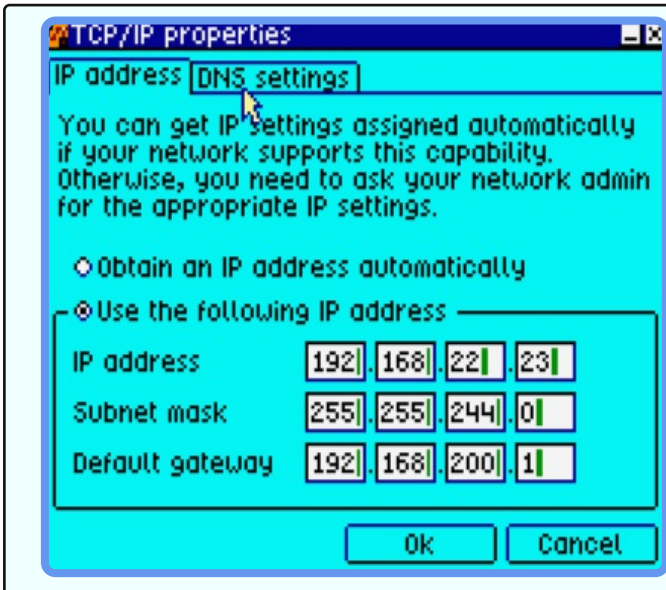 TCP/IP properties
IP address DNS settings
You can get IP settings assigned automatically
if your network supports this capability.
Otherwise, you need to ask your network admin
for the appropriate IP settings.
Obtain an IP address automatically
Use the following IP address
IP address 192.168.22.23
Subnet mask 255.255.244.0
Default gateway 192.168.200.1
Ok Cancel